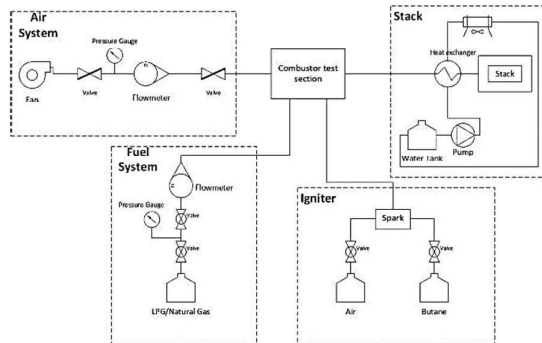 Air
System
Pressure Gauge
Fan
Valve
Flowmeter
Valve
Combustor test
section
Stack
Heat exchanger
Stack
Water Tank
Pump
Fuel
System
Flowmeter
Pressure Gauge
Valve
Valve
LPG/Natural Gas
Igniter
Spark
Valve
Valve
Air
Butane